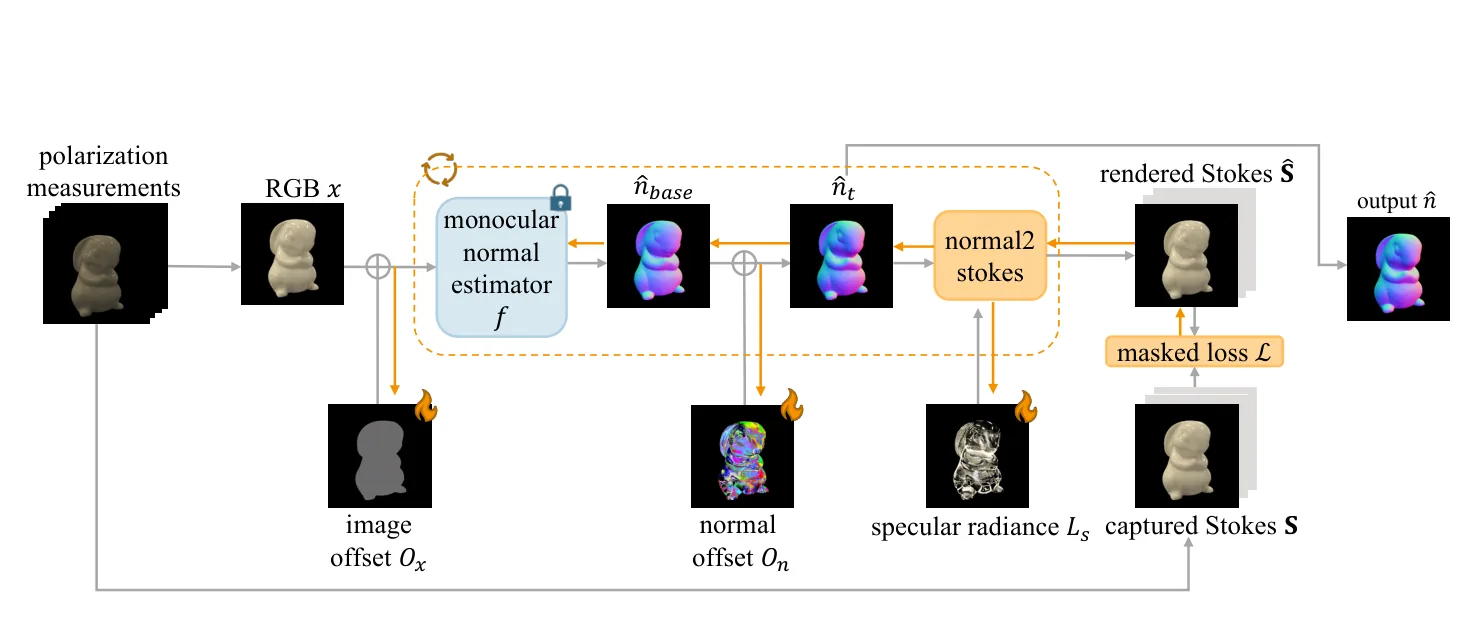 polarization
measurements
RGB x
monocular
normal
estimator
f
n̂_base
n̂_t
normal2
stokes
rendered Stokes Ŝ
output n̂
masked loss ℒ
image
offset O_x
normal
offset O_n
specular radiance L_s
captured Stokes S